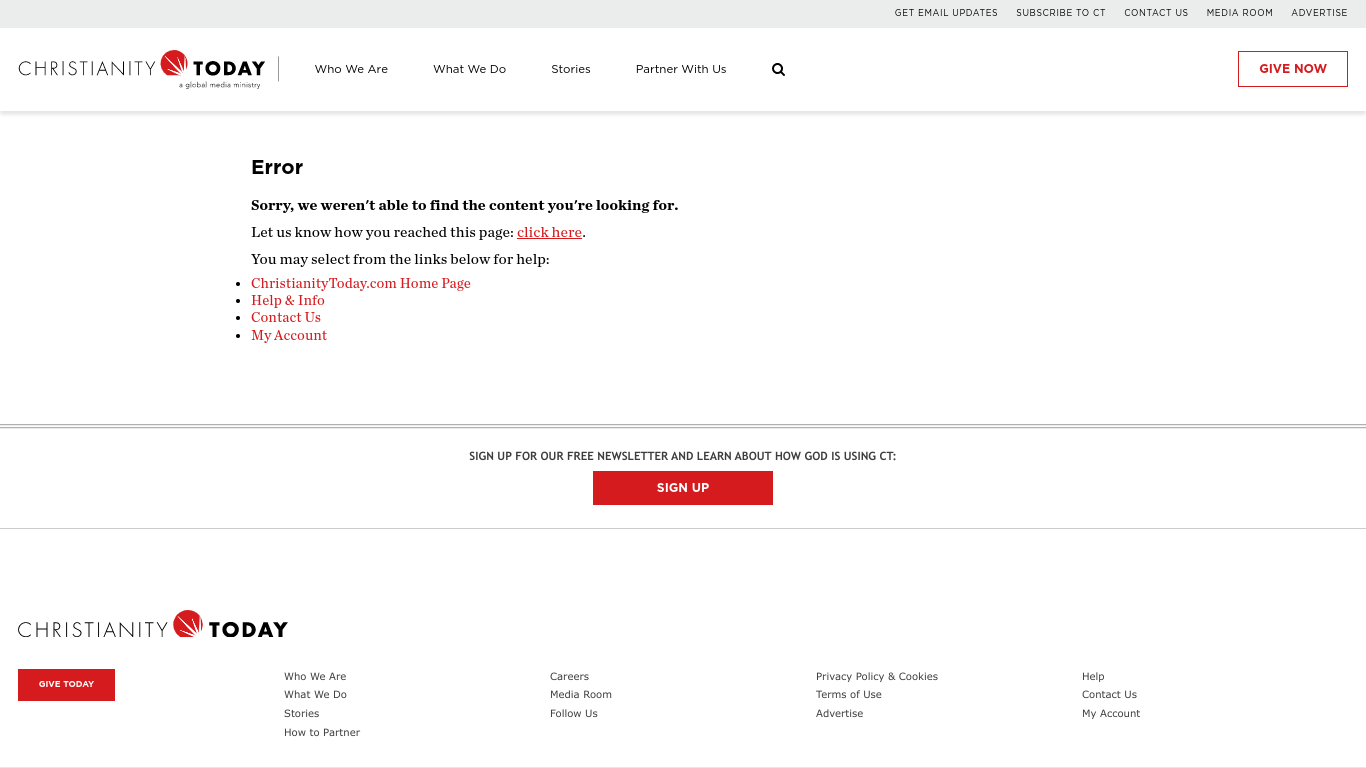 GET EMAIL UPDATES SUBSCRIBE TO CT CONTACT US MEDIA ROOM ADVERTISE
CHRISTIANITY TODAY
a global media ministry
Who We Are What We Do Stories Partner With Us
GIVE NOW
Error
Sorry, we weren't able to find the content you're looking for.
Let us know how you reached this page: click here.
You may select from the links below for help:
ChristianityToday.com Home Page
Help & Info
Contact Us
My Account
SIGN UP FOR OUR FREE NEWSLETTER AND LEARN ABOUT HOW GOD IS USING CT:
SIGN UP
CHRISTIANITY TODAY
GIVE TODAY
Who We Are
What We Do
Stories
How to Partner
Careers
Media Room
Follow Us
Privacy Policy & Cookies
Terms of Use
Advertise
Help
Contact Us
My Account